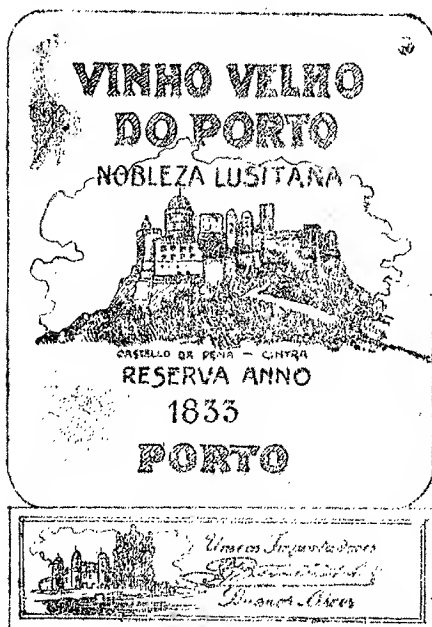 VINHO VELHO
DO PORTO
NOBLEZA LUSITANA
CASTELLO DA PENA – CINTRA
RESERVA ANNO
1833
PORTO
Unicos Importadores
Buenos Aires